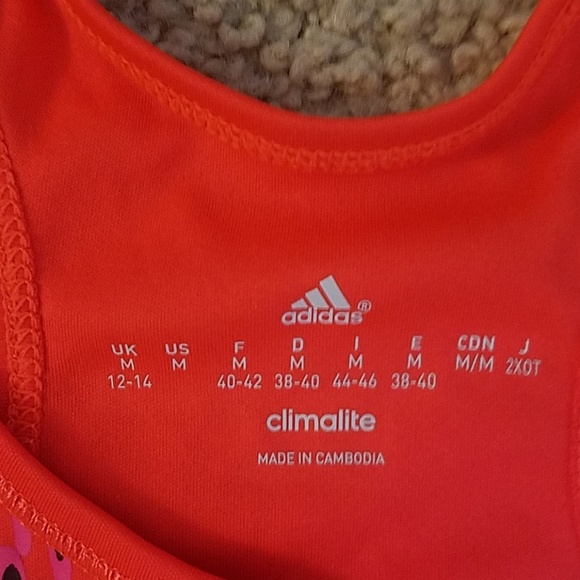 adidas®
UK US F D I E CDN J
M M M M M M M/M 2XOT
12-14 40-42 38-40 44-46 38-40
climalite
MADE IN CAMBODIA